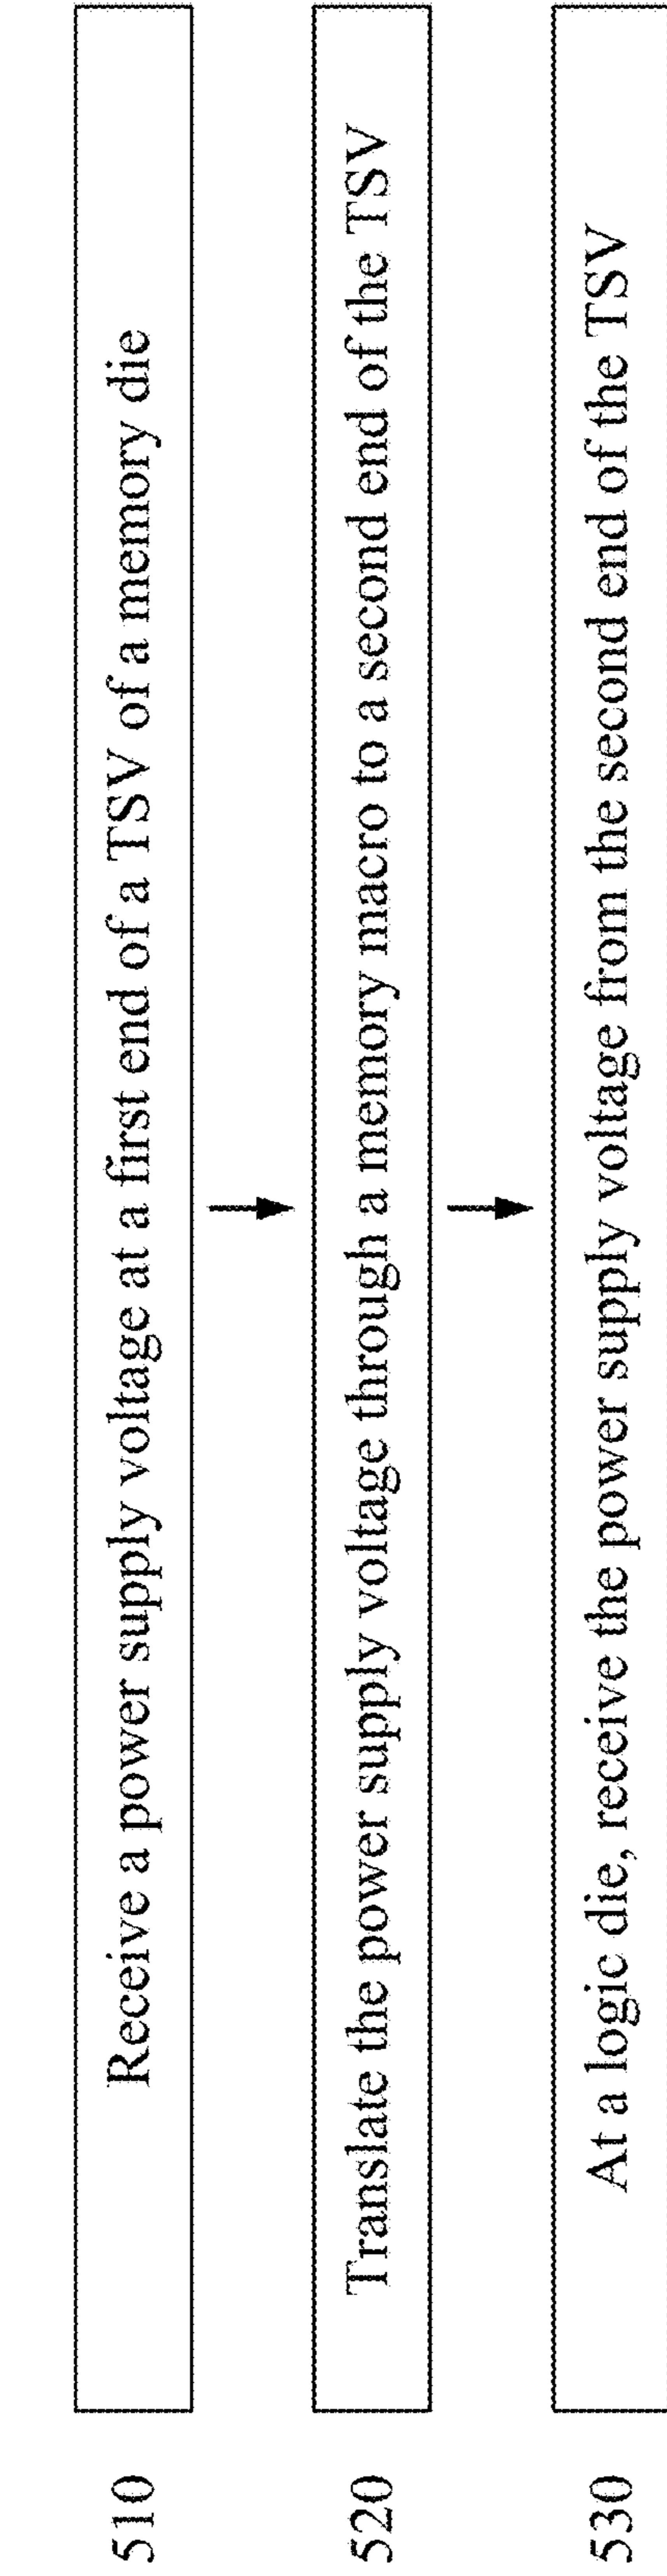 510 Receive a power supply voltage at a first end of a TSV of a memory die
520 Translate the power supply voltage through a memory macro to a second end of the TSV
530 At a logic die, receive the power supply voltage from the second end of the TSV